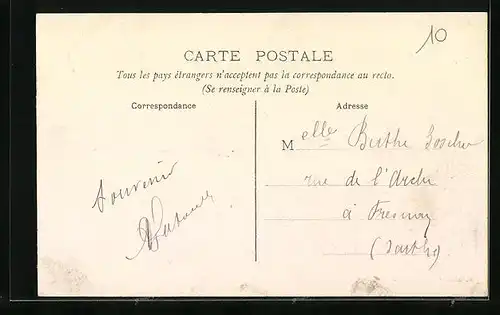 10
CARTE POSTALE
Tous les pays étrangers n'acceptent pas la correspondance au recto.
(Se renseigner à la Poste)
Correspondance
Adresse
Melle Berthe
rue de l'Arche
à Fresnay
(Sarthe)
Souvenir